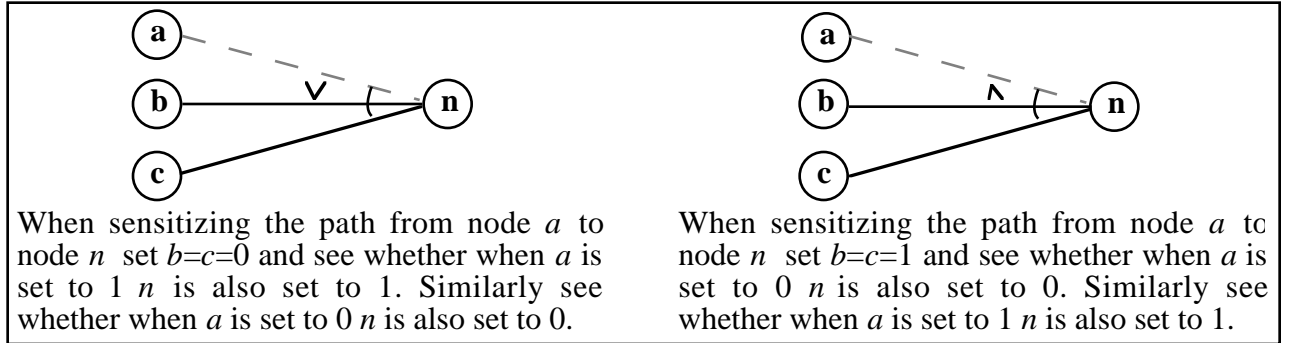 a
b
c
n
When sensitizing the path from node a to
node n set b=c=0 and see whether when a is
set to 1 n is also set to 1. Similarly see
whether when a is set to 0 n is also set to 0.
a
b
c
n
When sensitizing the path from node a to
node n set b=c=1 and see whether when a is
set to 0 n is also set to 0. Similarly see
whether when a is set to 1 n is also set to 1.